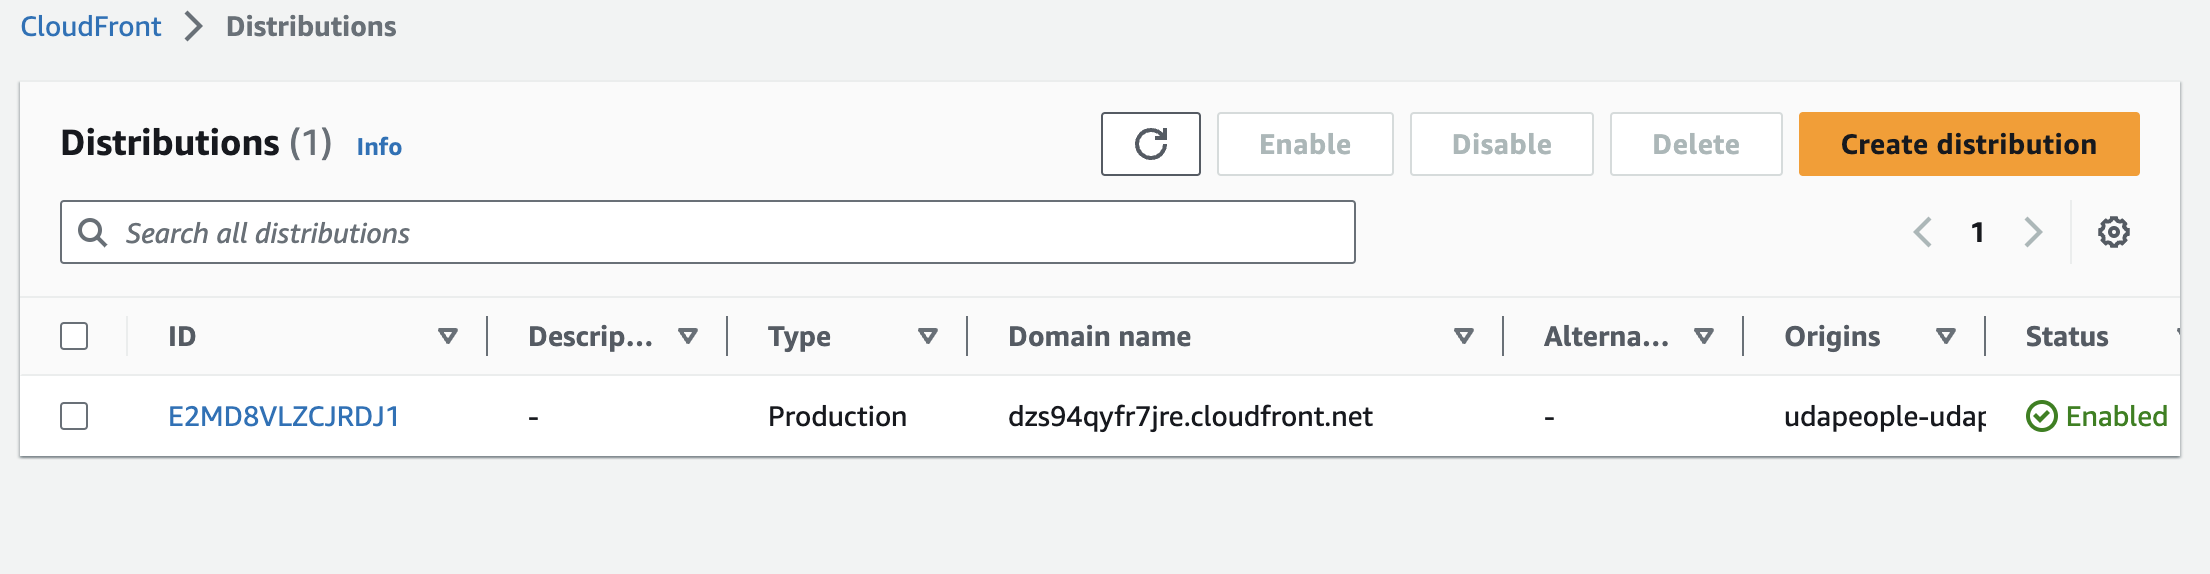 CloudFront > Distributions
Distributions (1) Info
Enable Disable Delete Create distribution
Search all distributions
1
ID Descrip... Type Domain name Alterna... Origins Status
E2MD8VLZCJRDJ1 - Production dzs94qyfr7jre.cloudfront.net - udapeople-udap Enabled